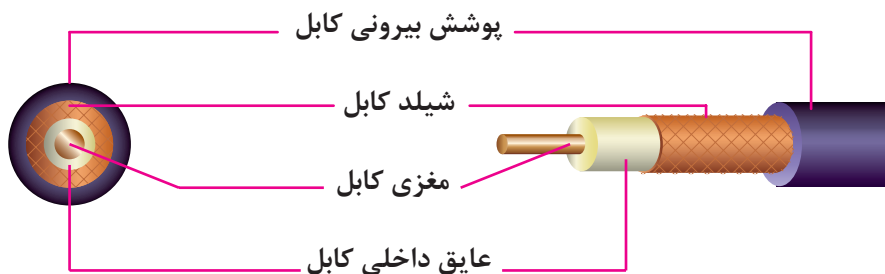 پوشش بیرونی کابل
شیلد کابل
مغزی کابل
عایق داخلی کابل